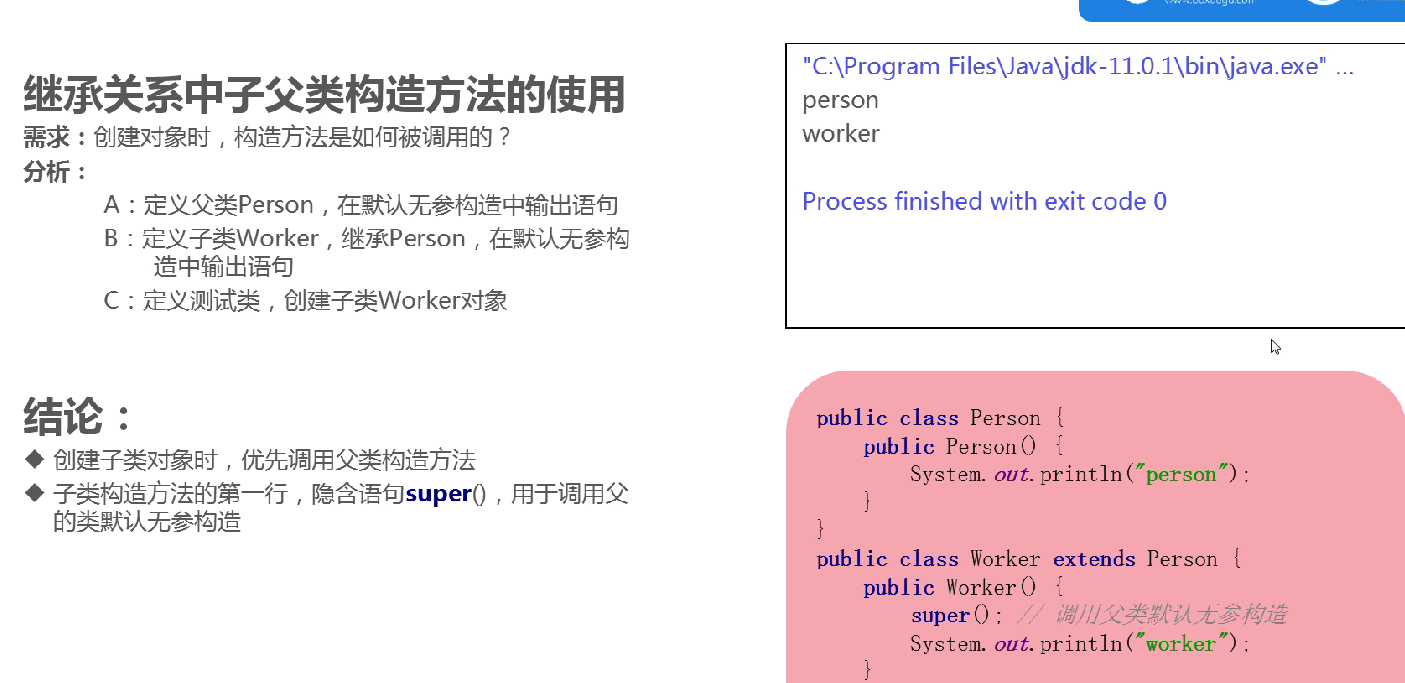 继承关系中子父类构造方法的使用
需求：创建对象时，构造方法是如何被调用的？
分析：
A：定义父类Person，在默认无参构造中输出语句
B：定义子类Worker，继承Person，在默认无参构
造中输出语句
C：定义测试类，创建子类Worker对象
结论：
◆ 创建子类对象时，优先调用父类构造方法
◆ 子类构造方法的第一行，隐含语句super()，用于调用父
的类默认无参构造
"C:\Program Files\Java\jdk-11.0.1\bin\java.exe" ...
person
worker
Process finished with exit code 0
public class Person {
    public Person() {
        System.out.println("person");
    }
}
public class Worker extends Person {
    public Worker() {
        super(); // 调用父类默认无参构造
        System.out.println("worker");
    }